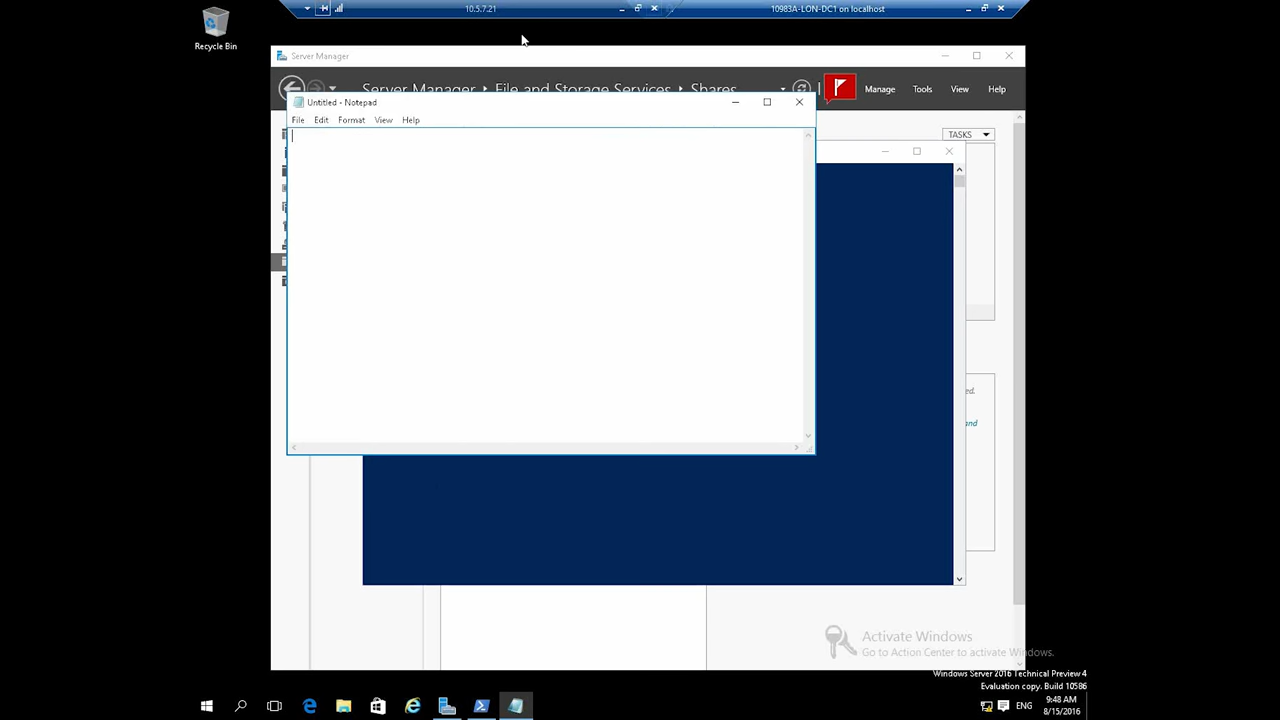 10.5.7.21
10983A-LON-DC1 on localhost
Recycle Bin
Server Manager
Server Manager File and Storage Services Shares
Manage Tools View Help
Untitled - Notepad
File Edit Format View Help
TASKS
and
Activate Windows
Go to Action Center to activate Windows.
Windows Server 2016 Technical Preview 4
Evaluation copy. Build 10586
ENG
9:48 AM
8/15/2016